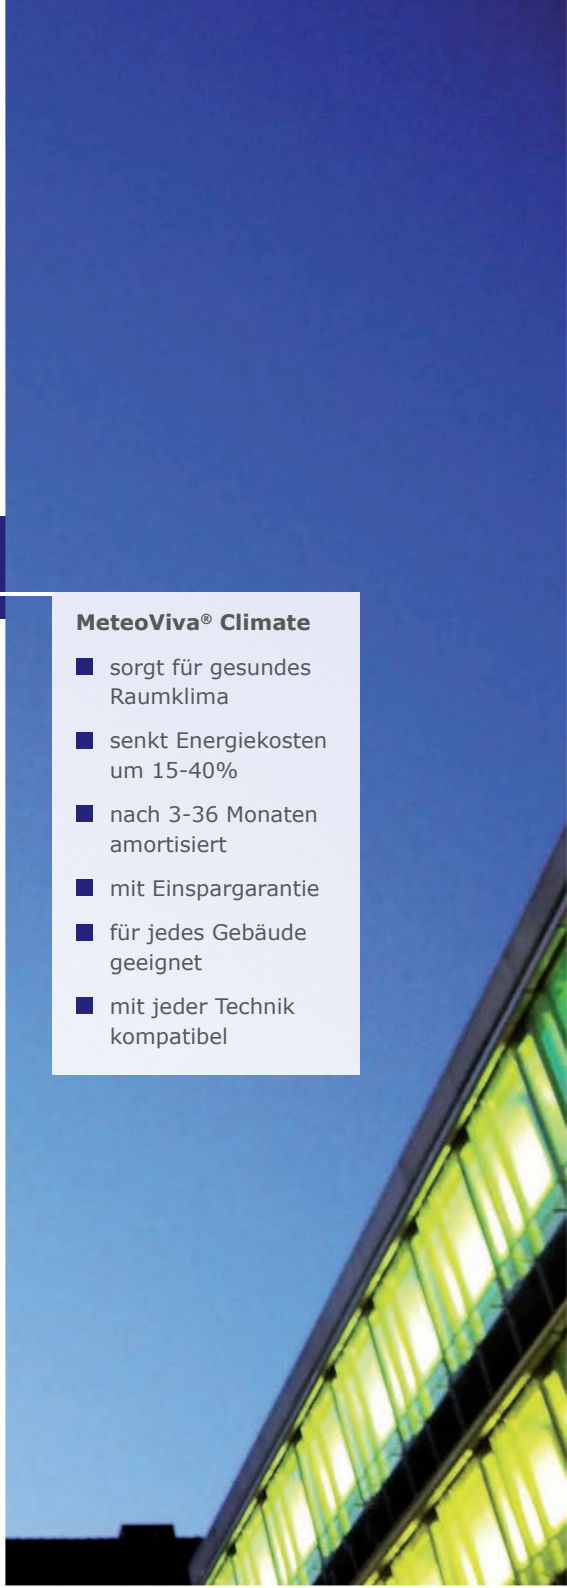 MeteoViva® Climate
sorgt für gesundes
Raumklima
senkt Energiekosten
um 15-40%
nach 3-36 Monaten
amortisiert
mit Einspargarantie
für jedes Gebäude
geeignet
mit jeder Technik
kompatibel